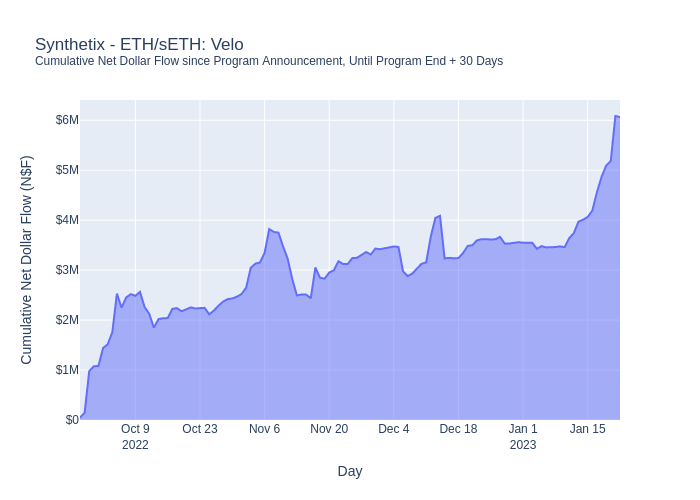 Synthetix - ETH/sETH: Velo
Cumulative Net Dollar Flow since Program Announcement, Until Program End + 30 Days
Cumulative Net Dollar Flow (N$F)
$6M
$5M
$4M
$3M
$2M
$1M
$0
Oct 9
2022
Oct 23
Nov 6
Nov 20
Dec 4
Dec 18
Jan 1
2023
Jan 15
Day